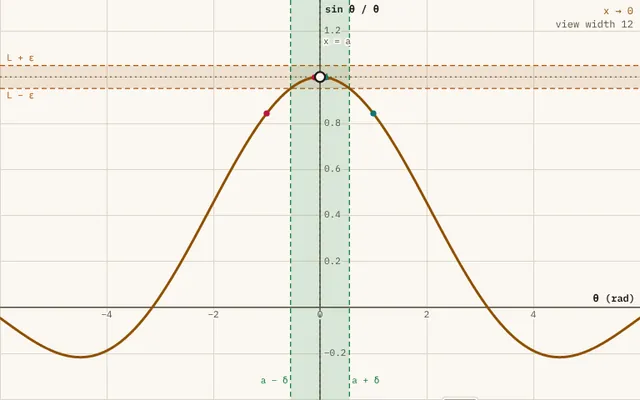 sin θ / θ
x → 0
view width 12
1.2
x = a
L + ε
L − ε
0.8
0.6
0.4
0.2
θ (rad)
−4
−2
0
2
4
−0.2
a − δ
a + δ